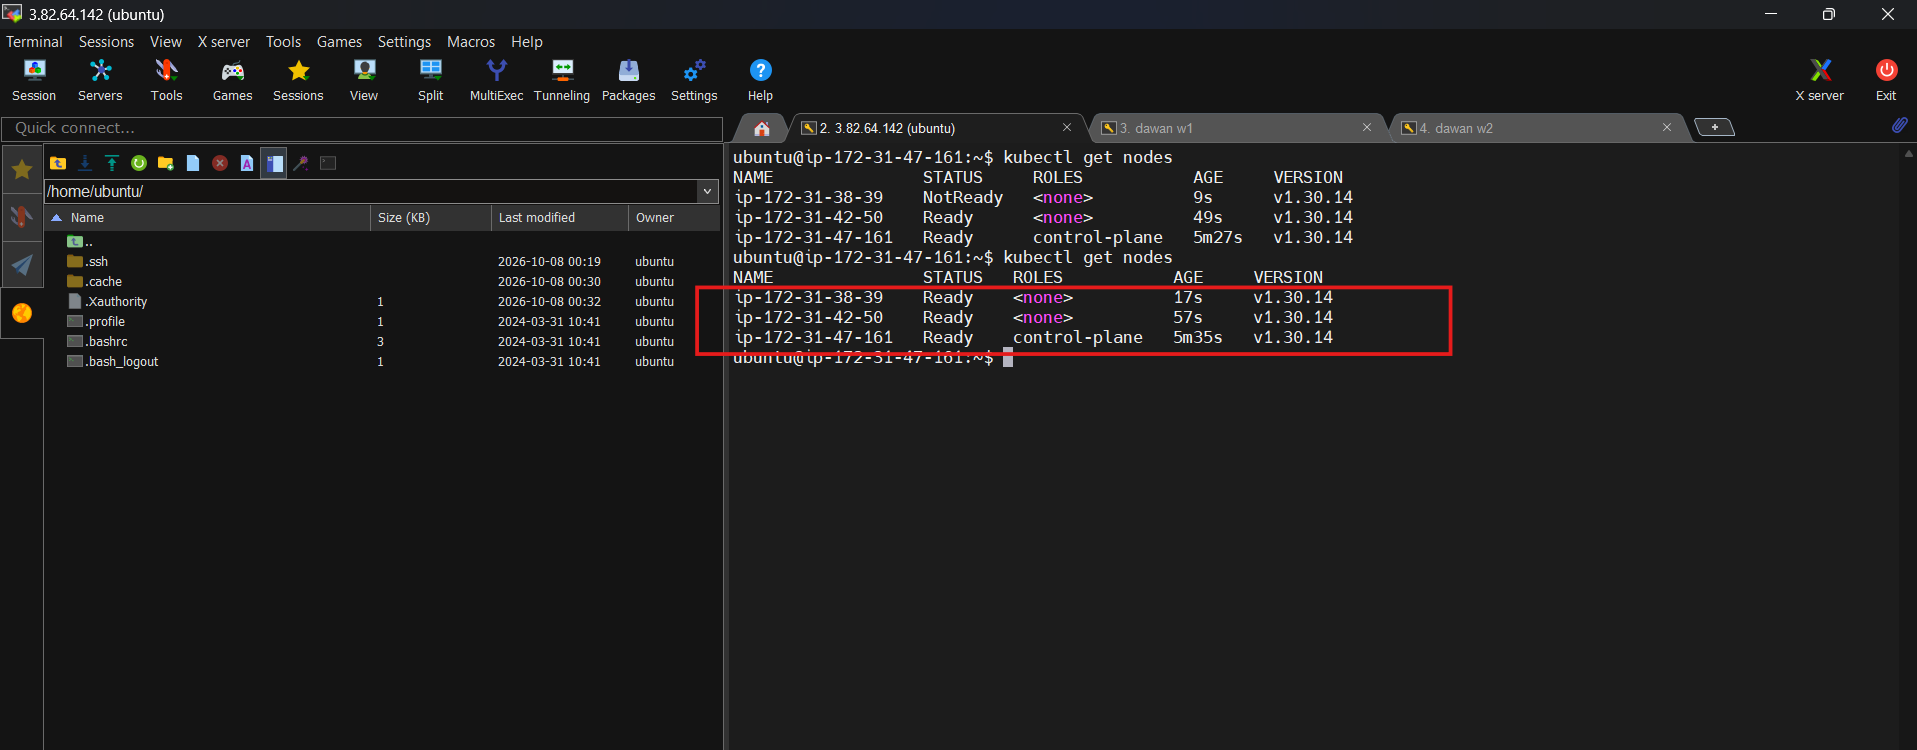 3.82.64.142 (ubuntu)
Terminal Sessions View X server Tools Games Settings Macros Help
Session Servers Tools Games Sessions View Split MultiExec Tunneling Packages Settings Help X server Exit
Quick connect...
2. 3.82.64.142 (ubuntu)
3. dawan w1
4. dawan w2
/home/ubuntu/
Name Size (KB) Last modified Owner
..
.ssh 2026-10-08 00:19 ubuntu
.cache 2026-10-08 00:30 ubuntu
.Xauthority 1 2026-10-08 00:32 ubuntu
.profile 1 2024-03-31 10:41 ubuntu
.bashrc 3 2024-03-31 10:41 ubuntu
.bash_logout 1 2024-03-31 10:41 ubuntu
ubuntu@ip-172-31-47-161:~$ kubectl get nodes
NAME STATUS ROLES AGE VERSION
ip-172-31-38-39 NotReady <none> 9s v1.30.14
ip-172-31-42-50 Ready <none> 49s v1.30.14
ip-172-31-47-161 Ready control-plane 5m27s v1.30.14
ubuntu@ip-172-31-47-161:~$ kubectl get nodes
NAME STATUS ROLES AGE VERSION
ip-172-31-38-39 Ready <none> 17s v1.30.14
ip-172-31-42-50 Ready <none> 57s v1.30.14
ip-172-31-47-161 Ready control-plane 5m35s v1.30.14
ubuntu@ip-172-31-47-161:~$